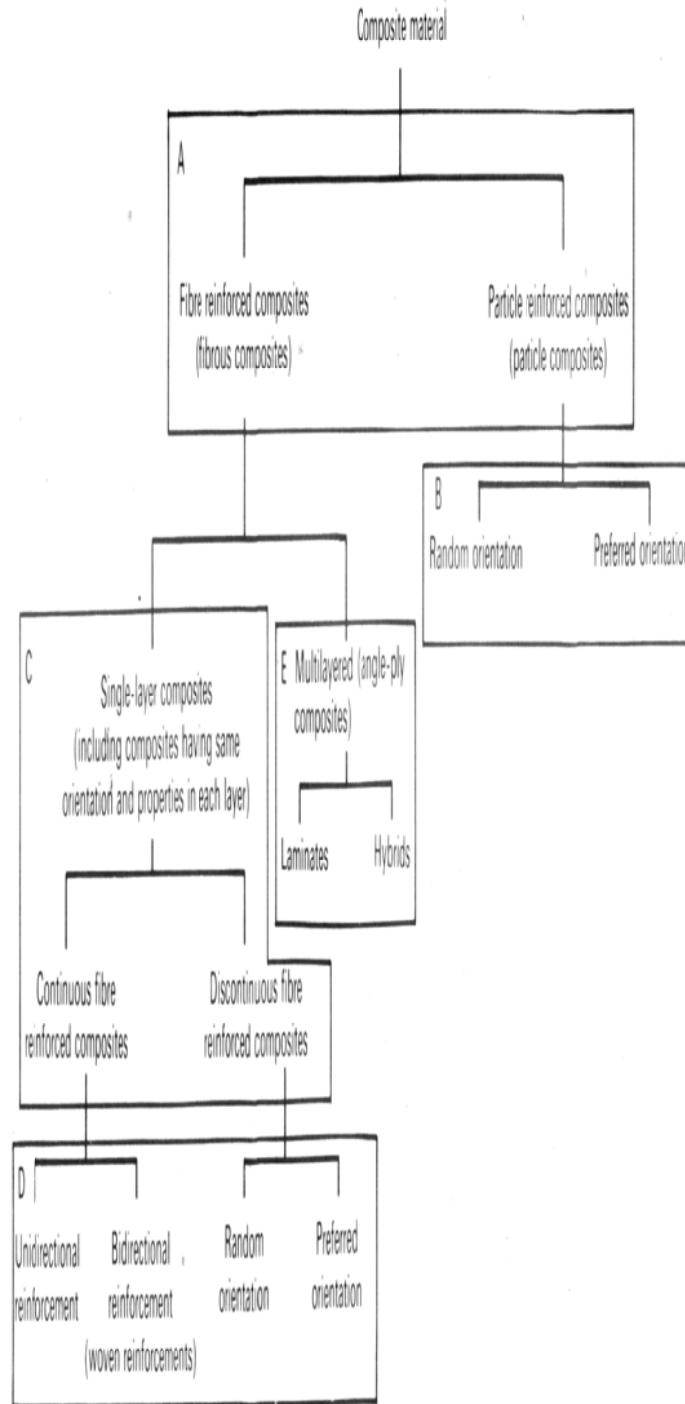 Composite material
A
Fibre reinforced composites
(fibrous composites)
Particle reinforced composites
(particle composites)
B
Random orientation
Preferred orientation
C
Single-layer composites
(including composites having same
orientation and properties in each layer)
E Multilayered (angle-ply
composites)
Laminates
Hybrids
Continuous fibre
reinforced composites
Discontinuous fibre
reinforced composites
D
Unidirectional
reinforcement
Bidirectional
reinforcement
(woven reinforcements)
Random
orientation
Preferred
orientation